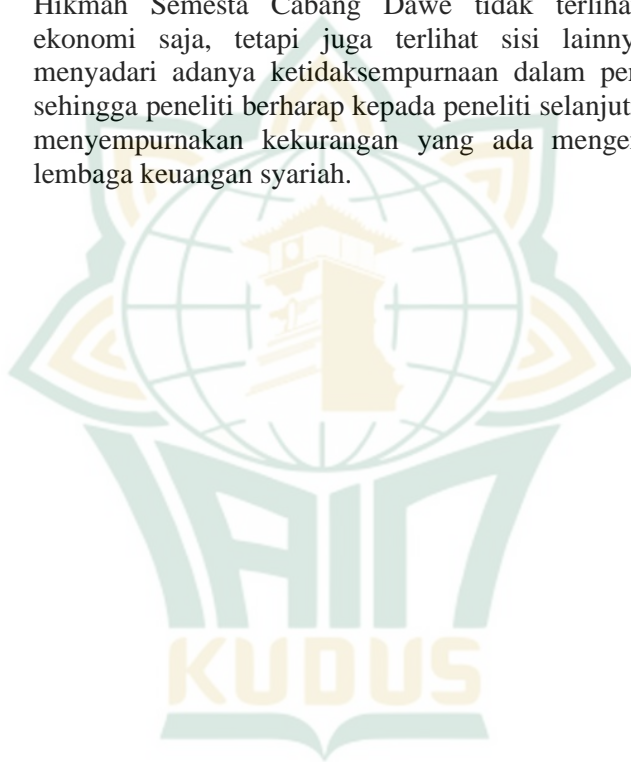 Hikmah Semesta Cabang Dawe tidak
ekonomi saja, tetapi juga terlihat sisi
menyadari adanya ketidaksempurnaan dalam
sehingga peneliti berharap kepada peneliti
menyempurnakan kekurangan yang ada
lembaga keuangan syariah.
IAIN
KUDUS